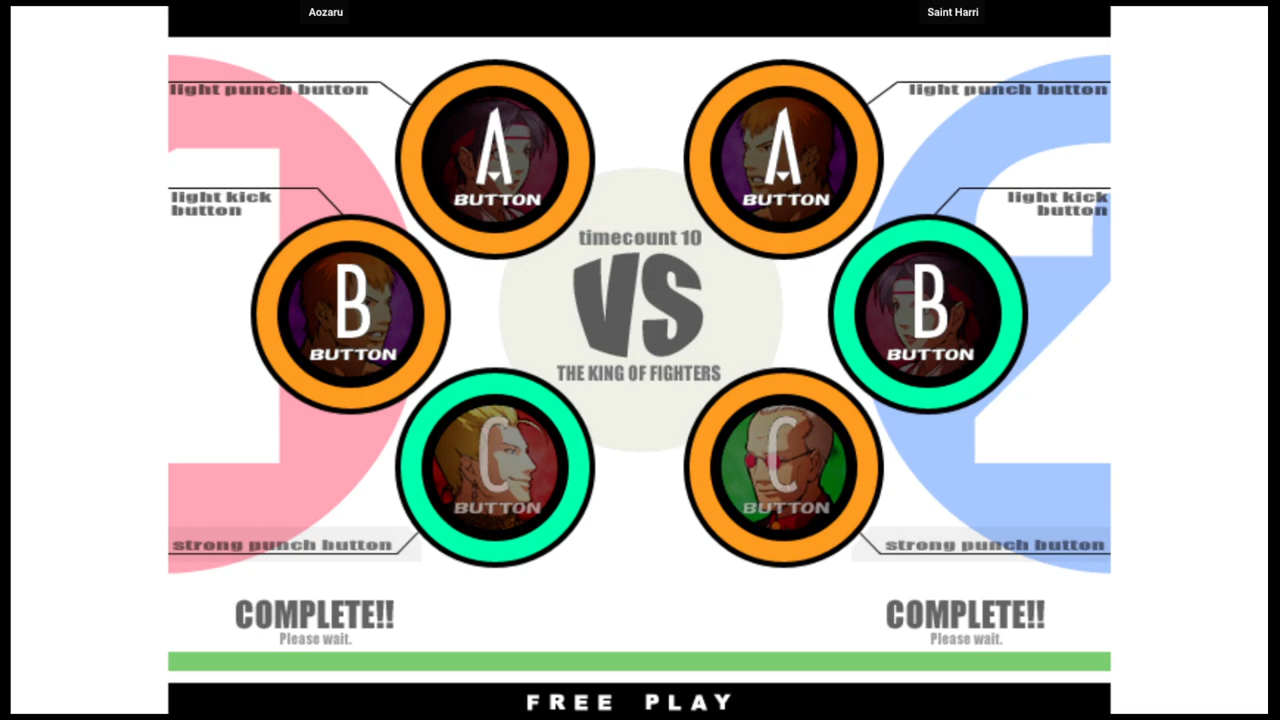 Aozaru
Saint Harri
light punch button
A
BUTTON
A
BUTTON
light punch button
light kick
button
B
BUTTON
timecount 10
VS
THE KING OF FIGHTERS
light kick
button
B
BUTTON
C
BUTTON
C
BUTTON
strong punch button
strong punch button
COMPLETE!!
Please wait.
COMPLETE!!
Please wait.
FREE PLAY